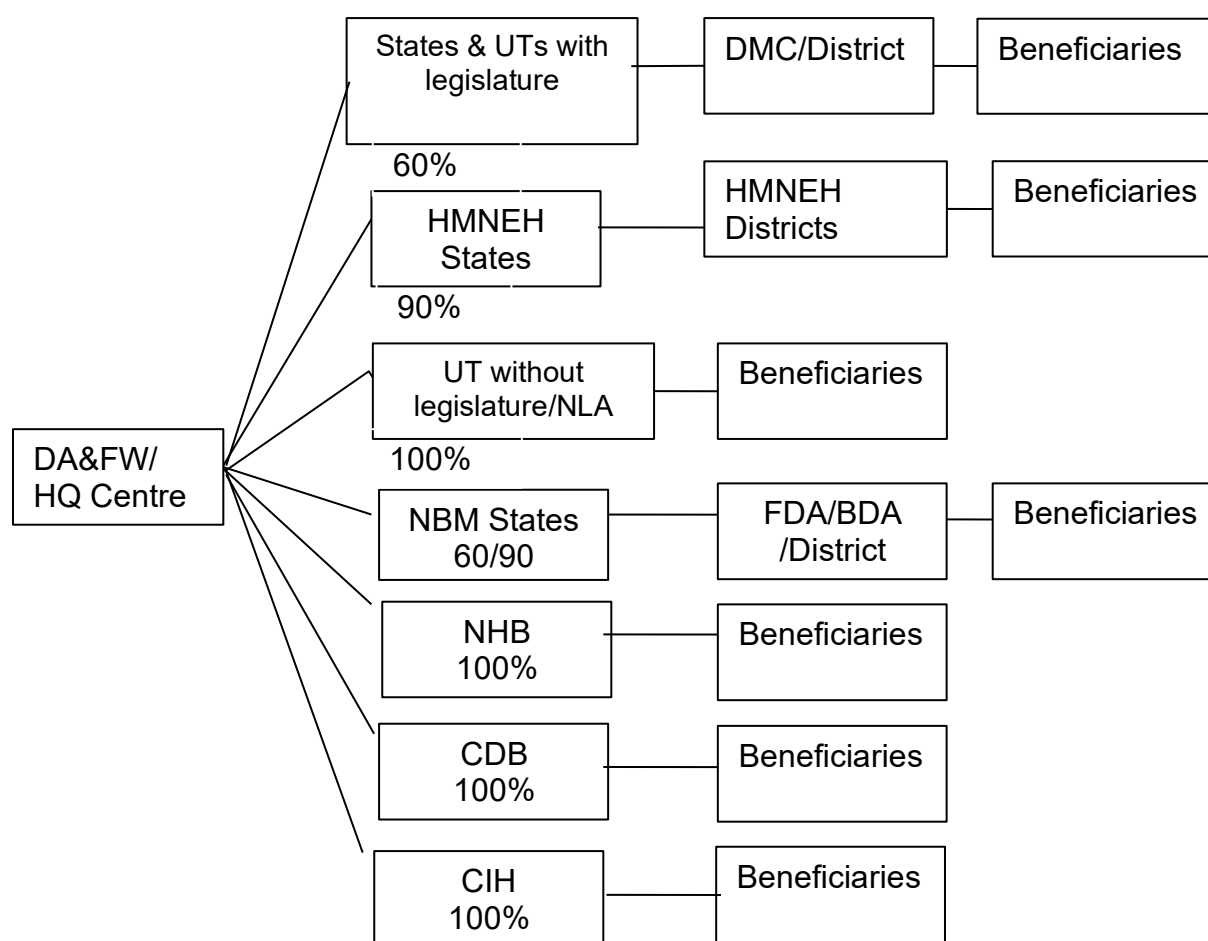 States & UTs with
legislature
DMC/District
Beneficiaries
60%
HMNEH
States
HMNEH
Districts
Beneficiaries
90%
UT without
legislature/NLA
Beneficiaries
100%
DA&FW/
HQ Centre
NBM States
60/90
FDA/BDA
/District
Beneficiaries
NHB
100%
Beneficiaries
CDB
100%
Beneficiaries
CIH
100%
Beneficiaries